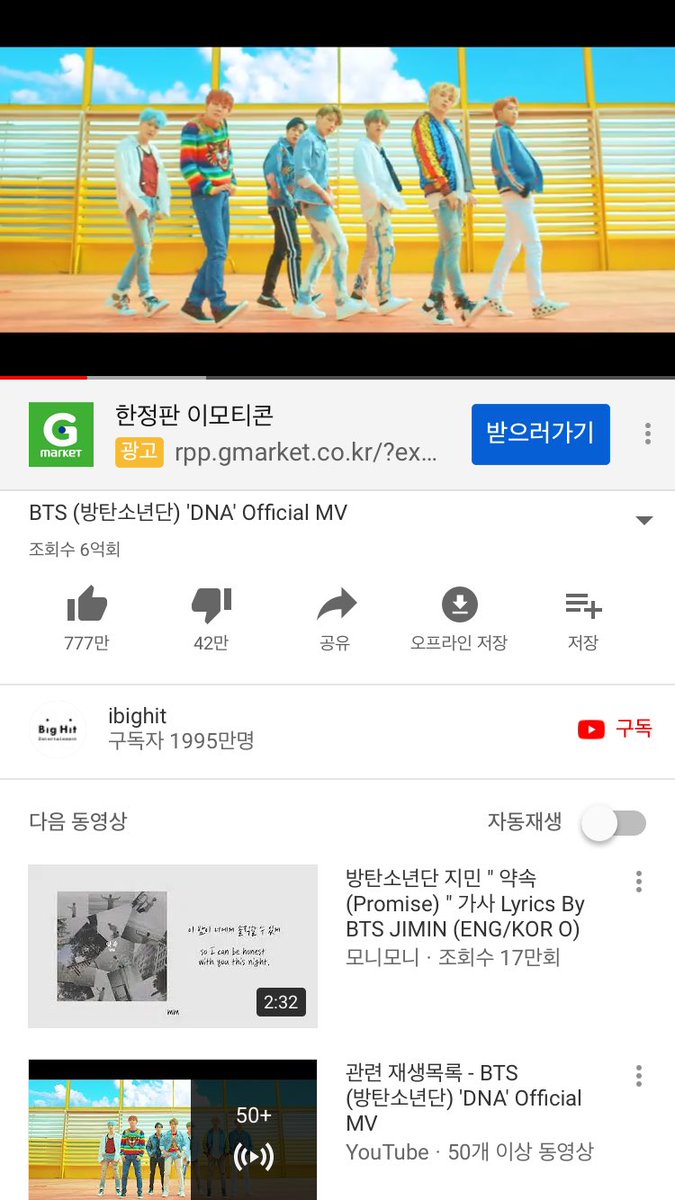 한정판 이모티콘
G
MARKET
광고 rpp.gmarket.co.kr/?ex...
받으러가기
BTS (방탄소년단) 'DNA' Official MV
조회수 6억회
777만
42만
공유
오프라인 저장
저장
Big Hit
Entertainment
ibighit
구독자 1995만명
구독
다음 동영상
자동재생
이 밤이 너에게 솔직할 수 있게
so I can be honest
with you this night.
mm
2:32
방탄소년단 지민 " 약속
(Promise) " 가사 Lyrics By
BTS JIMIN (ENG/KOR O)
모니모니 · 조회수 17만회
50+
관련 재생목록 - BTS
(방탄소년단) 'DNA' Official
MV
YouTube · 50개 이상 동영상